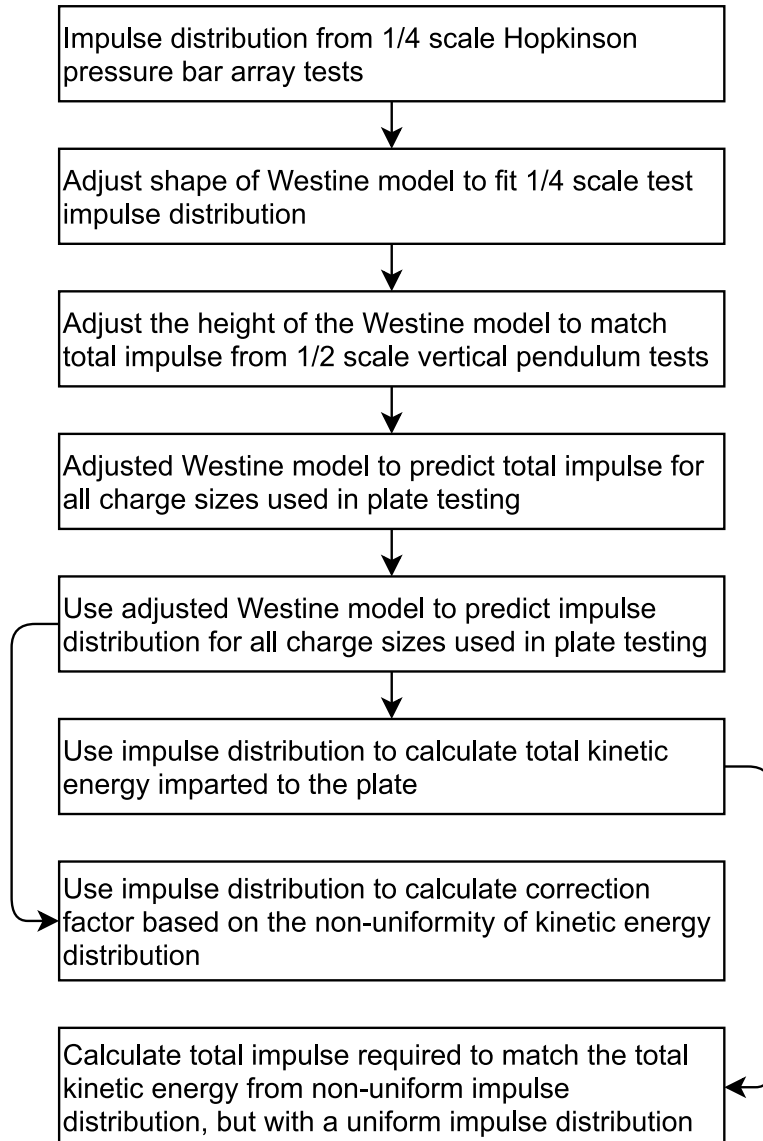 Impulse distribution from 1/4 scale Hopkinson
pressure bar array tests
Adjust shape of Westine model to fit 1/4 scale test
impulse distribution
Adjust the height of the Westine model to match
total impulse from 1/2 scale vertical pendulum tests
Adjusted Westine model to predict total impulse for
all charge sizes used in plate testing
Use adjusted Westine model to predict impulse
distribution for all charge sizes used in plate testing
Use impulse distribution to calculate total kinetic
energy imparted to the plate
Use impulse distribution to calculate correction
factor based on the non-uniformity of kinetic energy
distribution
Calculate total impulse required to match the total
kinetic energy from non-uniform impulse
distribution, but with a uniform impulse distribution